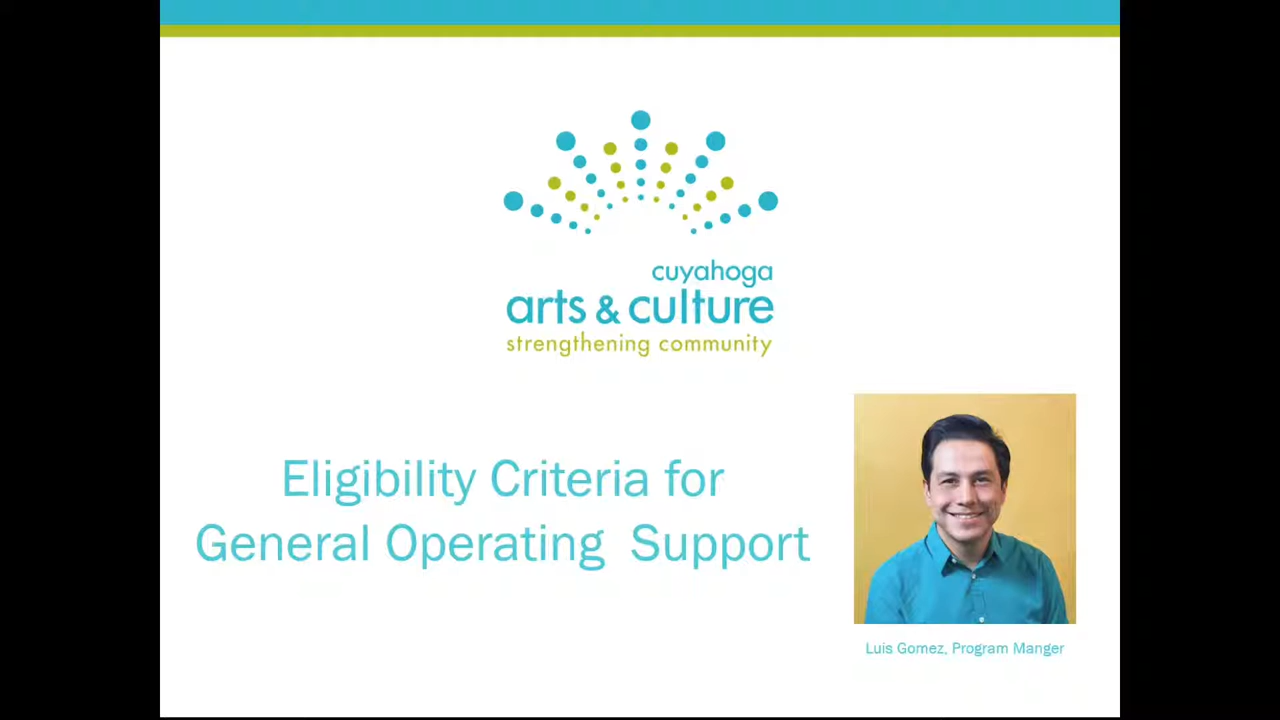 cuyahoga
arts & culture
strengthening community
Eligibility Criteria for
General Operating Support
Luis Gomez, Program Manger